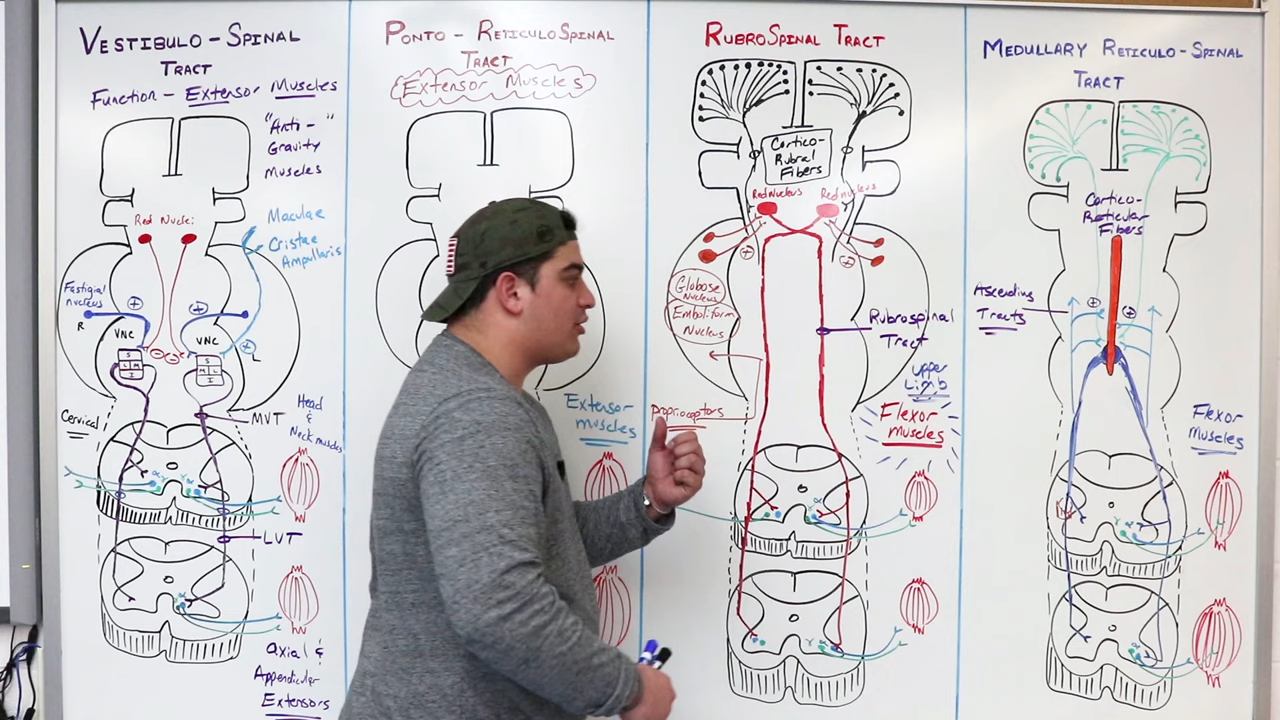 VESTIBULO-SPINAL
TRACT
Function - Extensor Muscles
"Anti-"
Gravity
Muscles
Red Nuclei
Maculae
Cristae
Ampullaris
Fastigial
nucleus
R
VNC
VNC
L
S
L M
I
S
M L
I
Cervical
MVT
Head
&
Neck muscles
LVT
Axial &
Appendicular
Extensors
PONTO-RETICULOSPINAL
TRACT
Extensor Muscles
Extensor
muscles
RUBROSPINAL TRACT
Cortico-
Rubral
Fibers
Red Nucleus
Red nucleus
Globose
Nucleus
Emboliform
Nucleus
Rubrospinal
Tract
Upper
Limb
Flexor
Muscles
proprioceptors
MEDULLARY RETICULO-SPINAL
TRACT
Cortico-
Reticular
Fibers
Ascending
Tracts
Flexor
Muscles